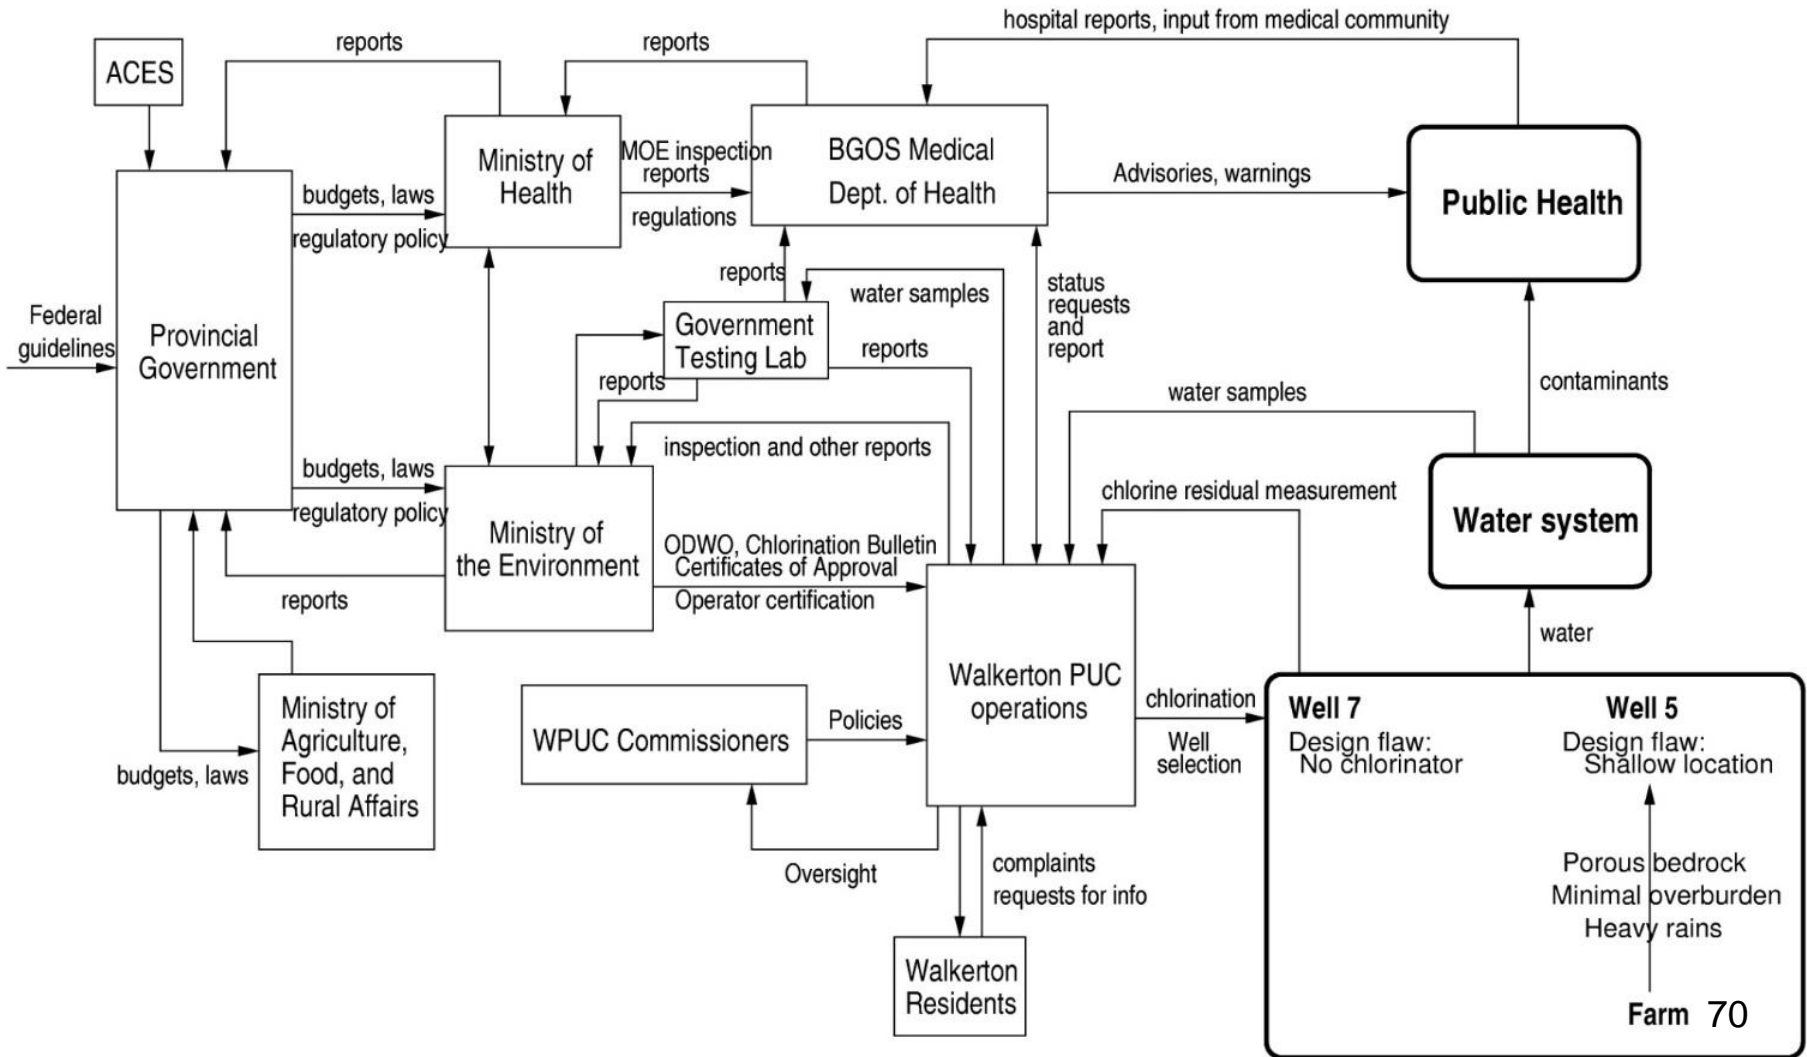 hospital reports, input from medical community
reports
reports
ACES
Ministry of
Health
MOE inspection
reports
regulations
BGOS Medical
Dept. of Health
Advisories, warnings
Public Health
budgets, laws
regulatory policy
Federal
guidelines
Provincial
Government
reports
water samples
Government
Testing Lab
reports
reports
status
requests
and
report
contaminants
water samples
inspection and other reports
budgets, laws
regulatory policy
chlorine residual measurement
Water system
Ministry of
the Environment
ODWO, Chlorination Bulletin
Certificates of Approval
Operator certification
reports
water
Ministry of
Agriculture,
Food, and
Rural Affairs
budgets, laws
WPUC Commissioners
Policies
Walkerton PUC
operations
chlorination
Well
selection
Well 7
Design flaw:
No chlorinator
Well 5
Design flaw:
Shallow location
Porous bedrock
Minimal overburden
Heavy rains
Farm
70
Oversight
complaints
requests for info
Walkerton
Residents